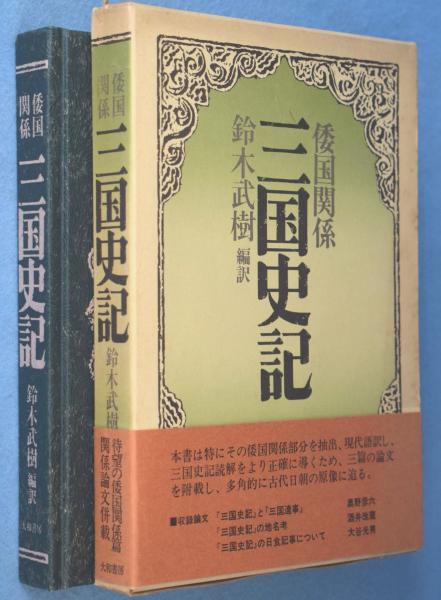 倭国
関係
三国史記
鈴木武樹 編訳
大和書房
倭国
関係
三国史記
鈴木武樹
待望の倭国関係篇
関係論文併載
大和書房
倭国関係
三国史記
鈴木武樹 編訳
本書は特にその倭国関係部分を抽出、現代語訳し、
三国史記読解をより正確に導くため、三篇の論文
を附載し、多角的に古代日朝の原像に迫る。
■収録論文 「三国史記」と「三国遺事」
「三国史記」の地名考 酒井改蔵
「三国史記」の日食記事について 大谷光男